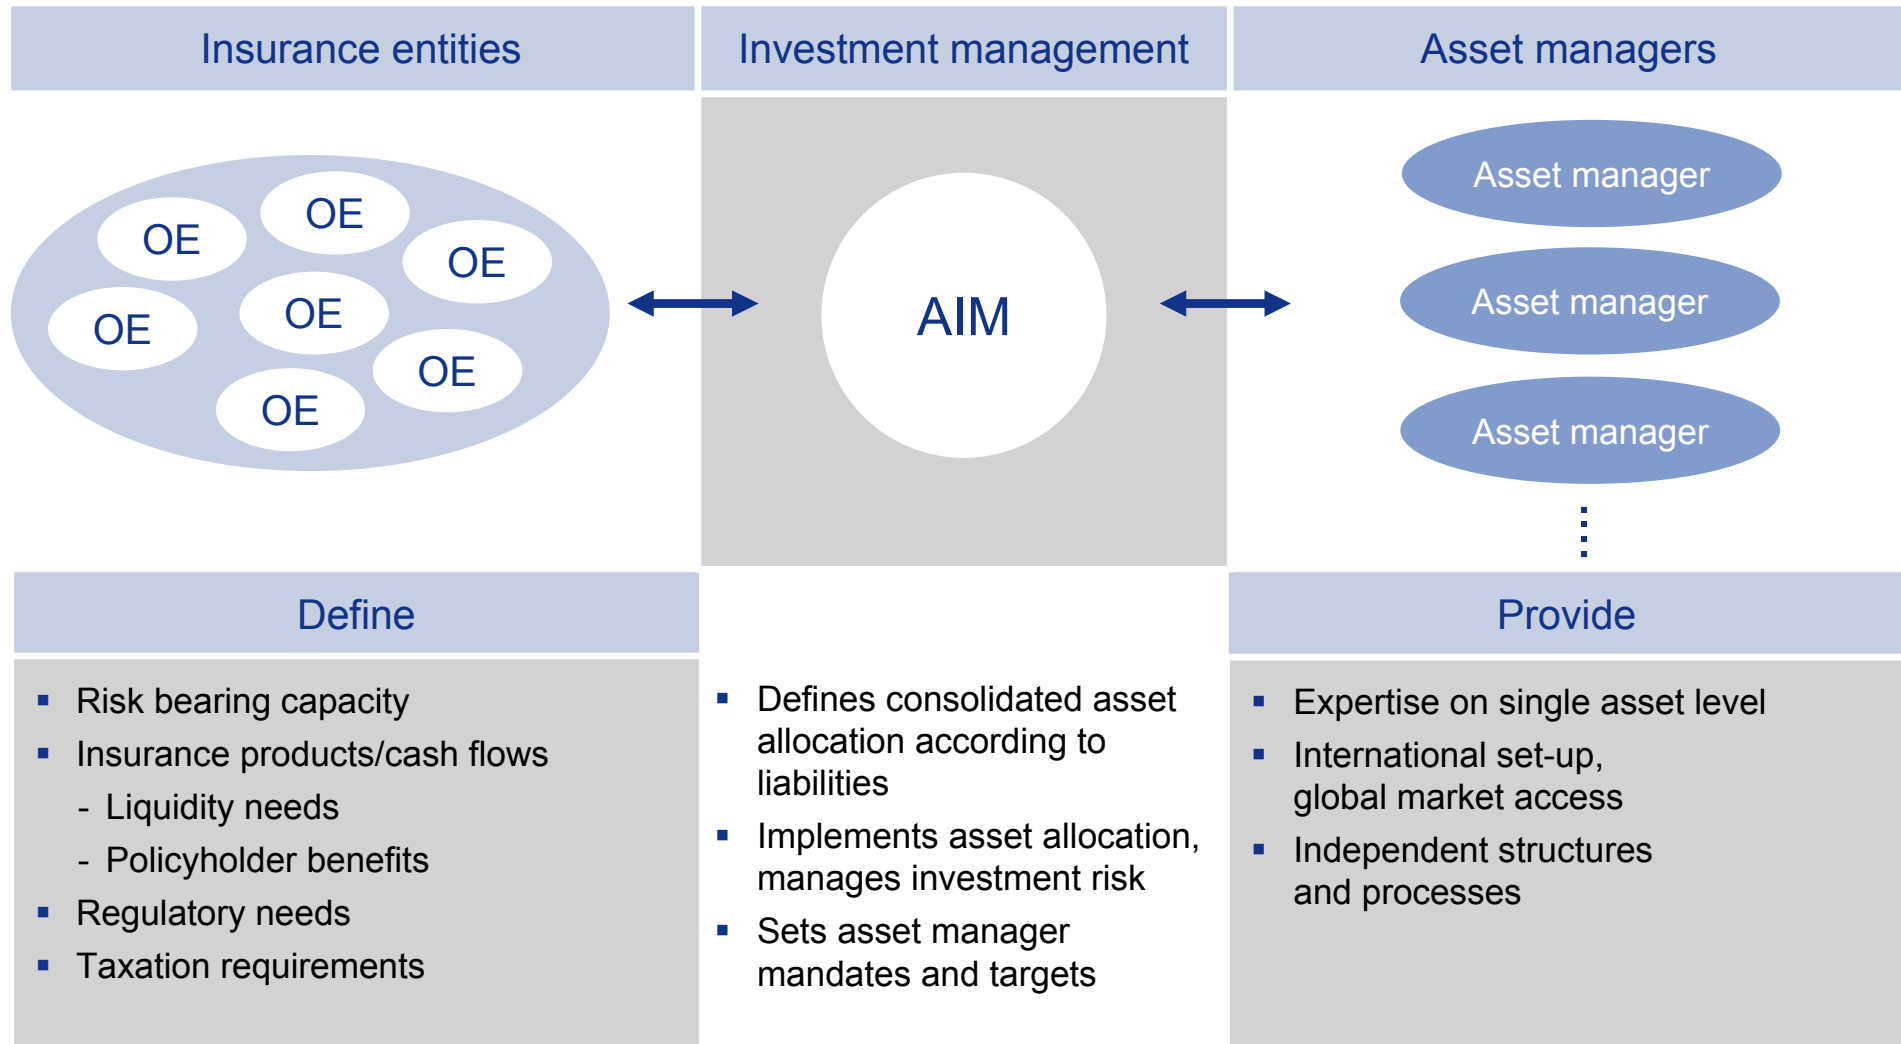 Insurance entities
Investment management
Asset managers
OE
OE
OE
OE
OE
OE
OE
AIM
Asset manager
Asset manager
Asset manager
Define
▪ Risk bearing capacity
▪ Insurance products/cash flows
- Liquidity needs
- Policyholder benefits
▪ Regulatory needs
▪ Taxation requirements
▪ Defines consolidated asset
allocation according to
liabilities
▪ Implements asset allocation,
manages investment risk
▪ Sets asset manager
mandates and targets
Provide
▪ Expertise on single asset level
▪ International set-up,
global market access
▪ Independent structures
and processes